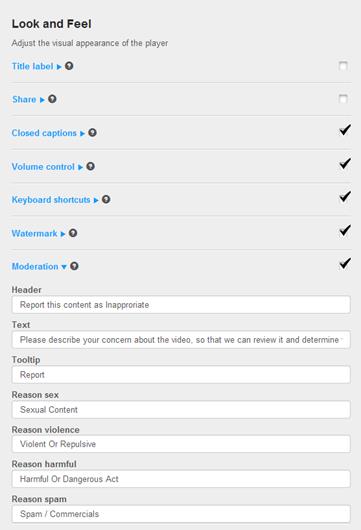 Look and Feel
Adjust the visual appearance of the player
Title label
Share
Closed captions
Volume control
Keyboard shortcuts
Watermark
Moderation
Header
Report this content as Inapproriate
Text
Please describe your concern about the video, so that we can review it and determine
Tooltip
Report
Reason sex
Sexual Content
Reason violence
Violent Or Repulsive
Reason harmful
Harmful Or Dangerous Act
Reason spam
Spam / Commercials